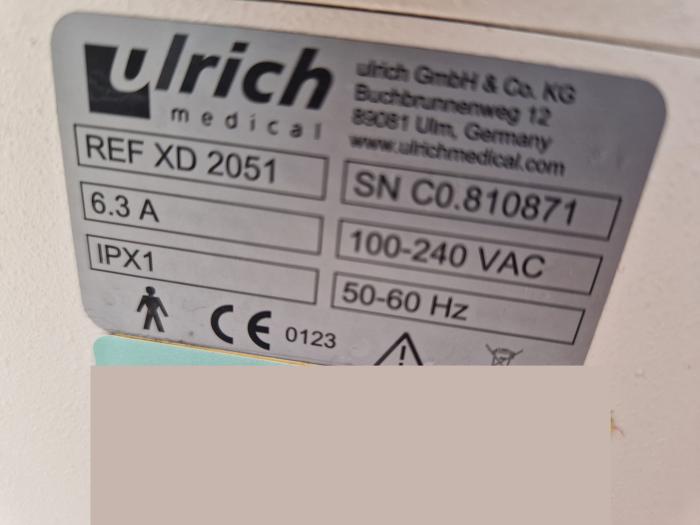 ulrich
medical
ulrich GmbH & Co. KG
Buchbrunnenweg 12
89081 Ulm, Germany
www.ulrichmedical.com
REF XD 2051
SN C0.810871
6.3 A
100-240 VAC
IPX1
50-60 Hz
CE 0123